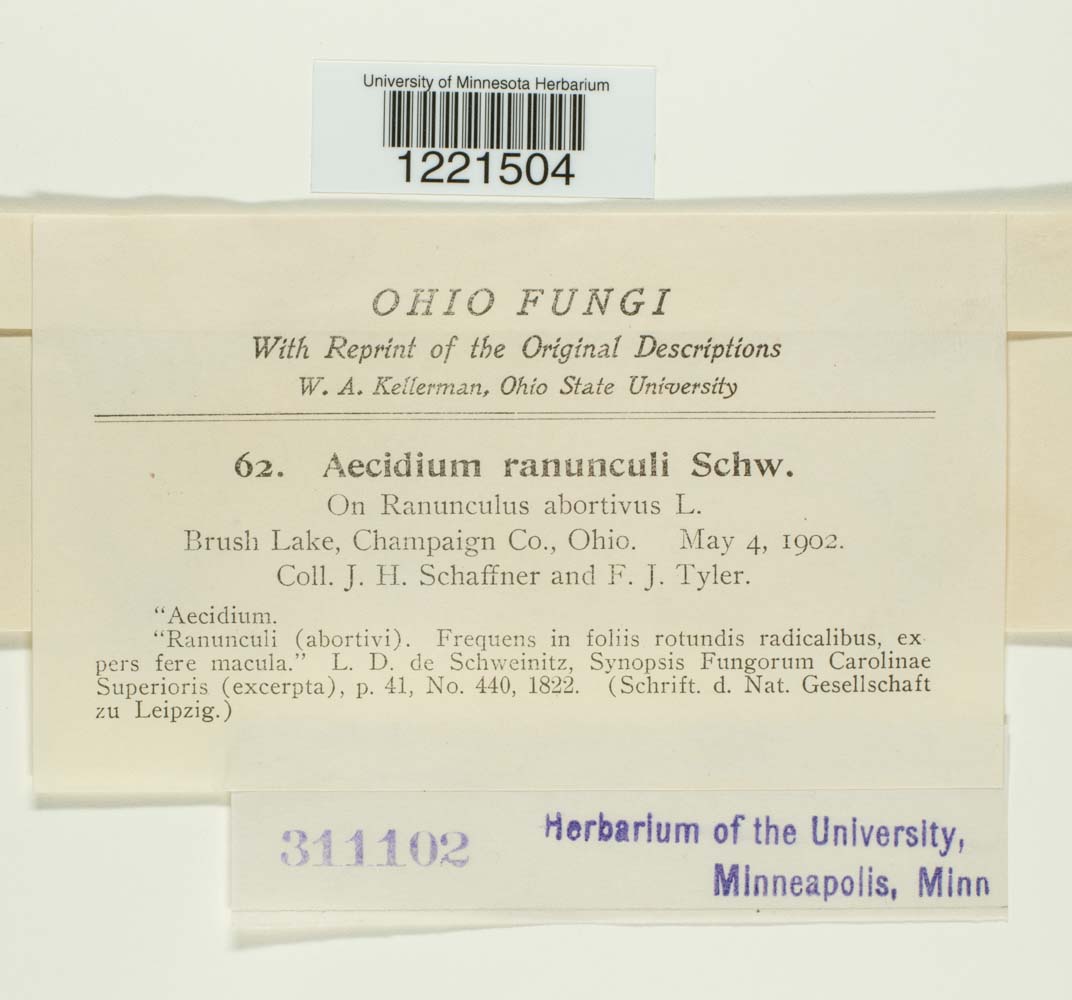 University of Minnesota Herbarium
1221504
OHIO FUNGI
With Reprint of the Original Descriptions
W. A. Kellerman, Ohio State University
62. Aecidium ranunculi Schw.
On Ranunculus abortivus L.
Brush Lake, Champaign Co., Ohio. May 4, 1902.
Coll. J. H. Schaffner and F. J. Tyler.
“Aecidium.
“Ranunculi (abortivi). Frequens in foliis rotundis radicalibus, ex-
pers fere macula.” L. D. de Schweinitz, Synopsis Fungorum Carolinae
Superioris (excerpta), p. 41, No. 440, 1822. (Schrift. d. Nat. Gesellschaft
zu Leipzig.)
311102
Herbarium of the University,
Minneapolis, Minn